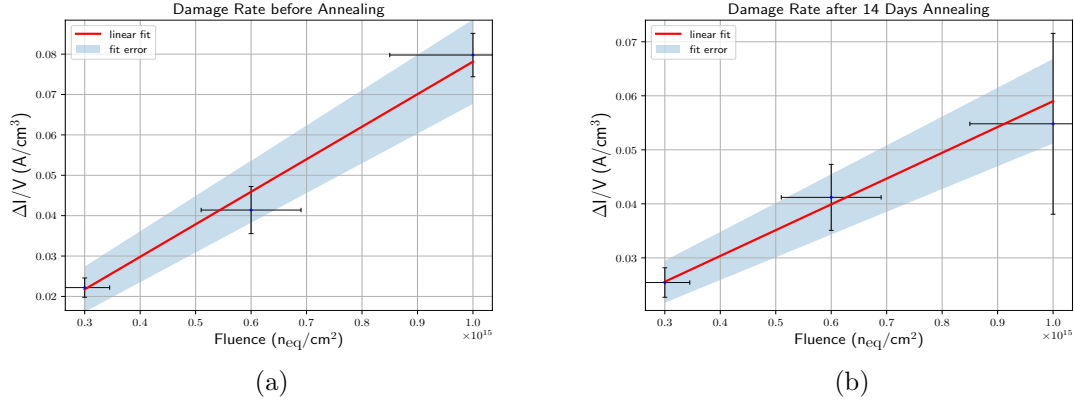 Damage Rate before Annealing
linear fit
fit error
0.08
0.07
0.06
0.05
0.04
0.03
0.02
ΔI/V (A/cm³)
0.3 0.4 0.5 0.6 0.7 0.8 0.9 1.0
×10¹⁵
Fluence (n_eq/cm²)
(a)
Damage Rate after 14 Days Annealing
linear fit
fit error
0.07
0.06
0.05
0.04
0.03
ΔI/V (A/cm³)
0.3 0.4 0.5 0.6 0.7 0.8 0.9 1.0
×10¹⁵
Fluence (n_eq/cm²)
(b)